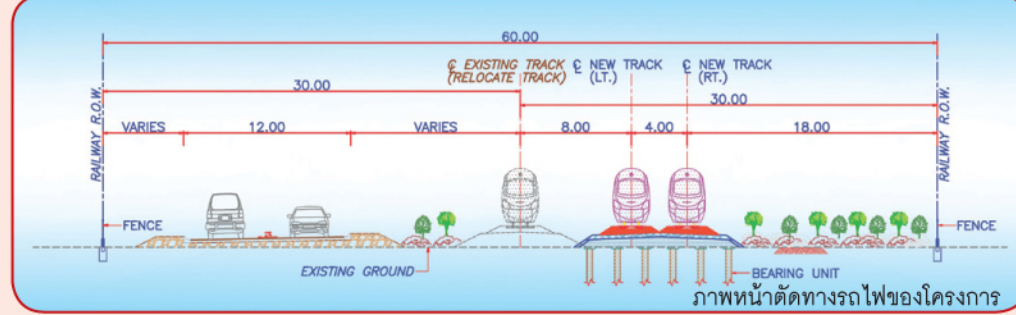 60.00
℄ EXISTING TRACK ℄ NEW TRACK ℄ NEW TRACK
(RELOCATE TRACK) (LT.) (RT.)
30.00 30.00
VARIES 12.00 VARIES 8.00 4.00 18.00
RAILWAY R.O.W.
RAILWAY R.O.W.
FENCE FENCE
EXISTING GROUND BEARING UNIT
ภาพหน้าตัดทางรถไฟของโครงการ